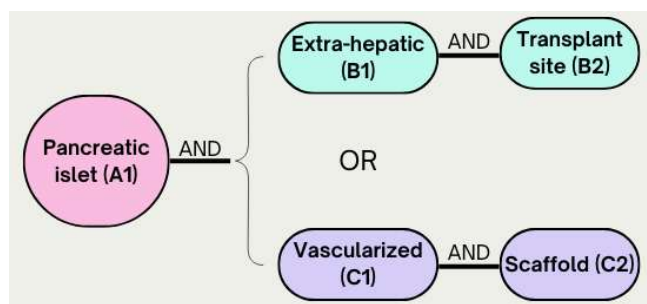 Pancreatic
islet (A1)
AND
Extra-hepatic
(B1)
AND
Transplant
site (B2)
OR
Vascularized
(C1)
AND
Scaffold (C2)